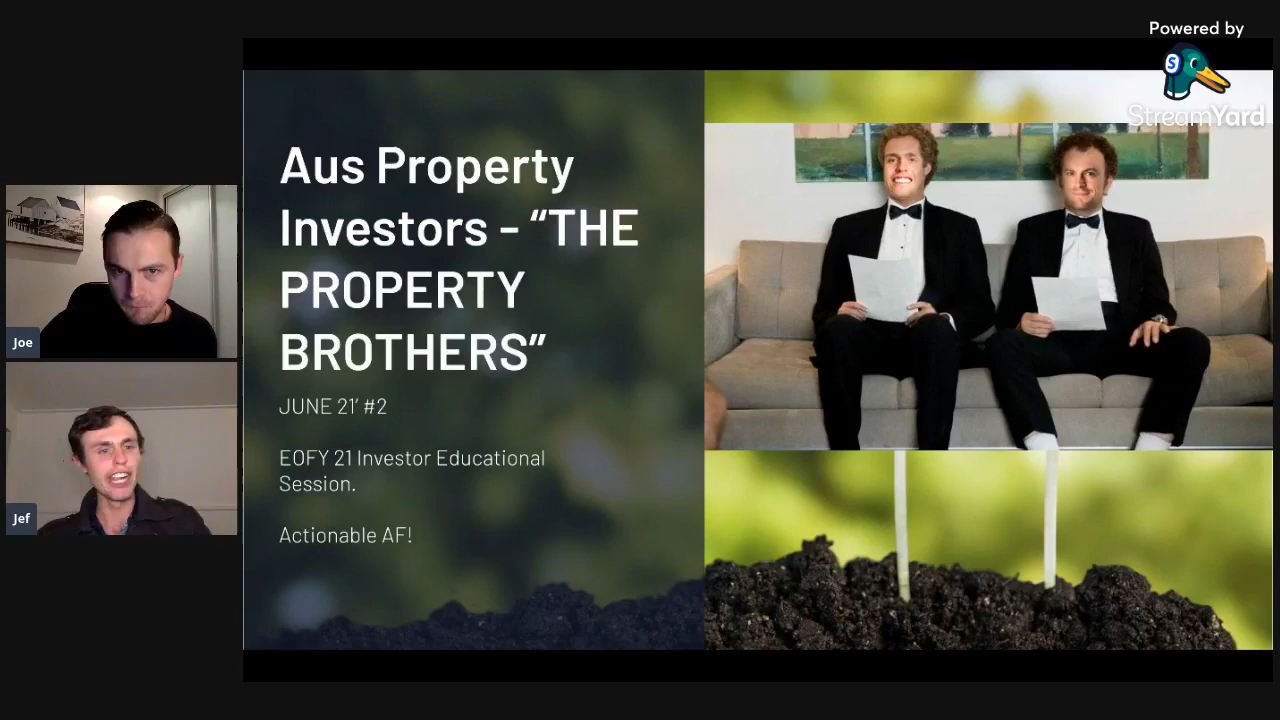 Powered by
S
StreamYard
Aus Property
Investors - “THE
PROPERTY
BROTHERS”
JUNE 21’ #2
EOFY 21 Investor Educational
Session.
Actionable AF!
Joe
Jef